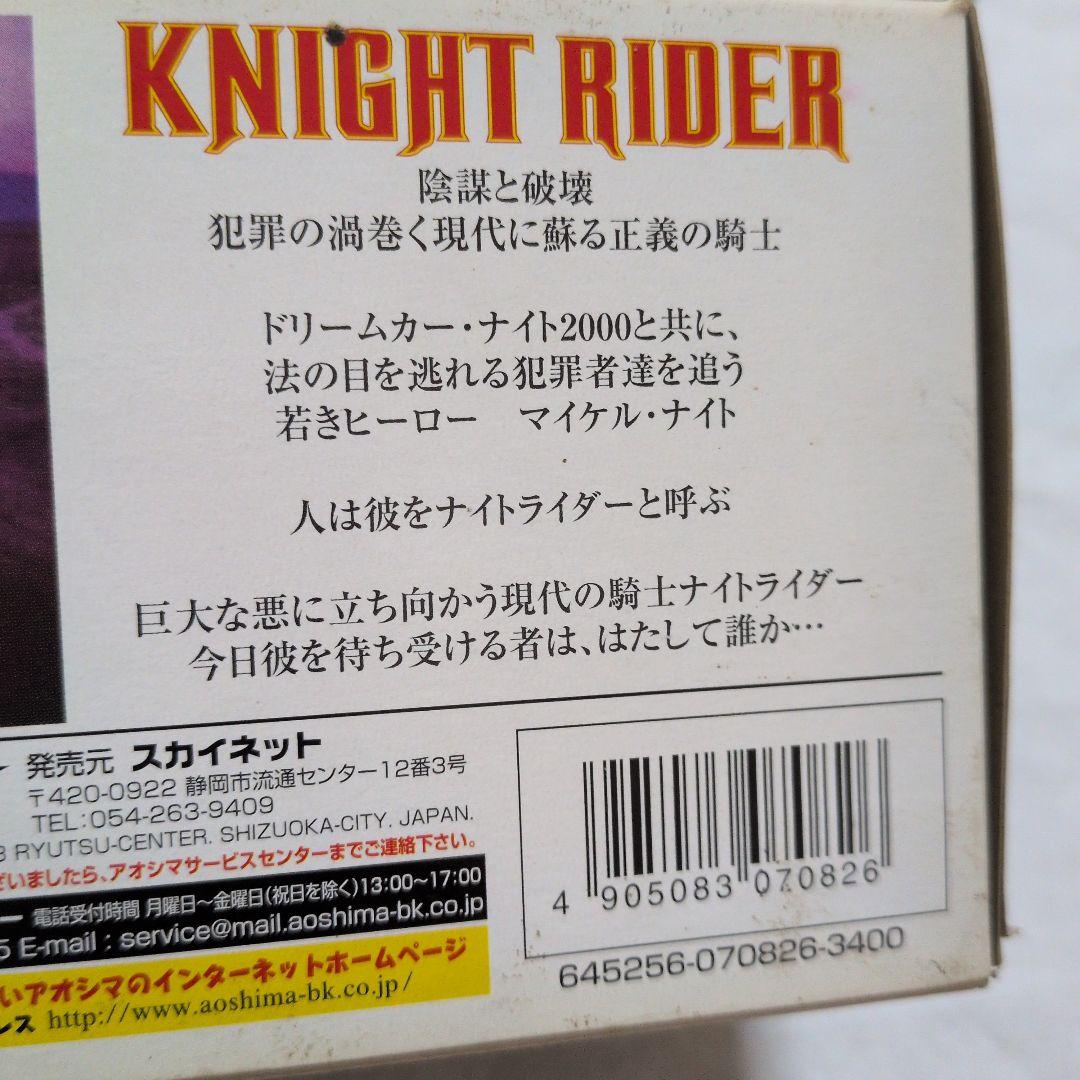 KNIGHT RIDER
陰謀と破壊
犯罪の渦巻く現代に蘇る正義の騎士
ドリームカー・ナイト2000と共に、
法の目を逃れる犯罪者達を追う
若きヒーロー　マイケル・ナイト
人は彼をナイトライダーと呼ぶ
巨大な悪に立ち向かう現代の騎士ナイトライダー
今日彼を待ち受ける者は、はたして誰か…
発売元 スカイネット
〒420-0922 静岡市流通センター12番3号
TEL:054-263-9409
3 RYUTSU-CENTER. SHIZUOKA-CITY. JAPAN.
ざいましたら、アオシマサービスセンターまでご連絡下さい。
ー 電話受付時間 月曜日〜金曜日(祝日を除く)13:00〜17:00
5 E-mail : service@mail.aoshima-bk.co.jp
いアオシマのインターネットホームページ
レス http://www.aoshima-bk.co.jp/
4 905083 070826
645256-070826-3400